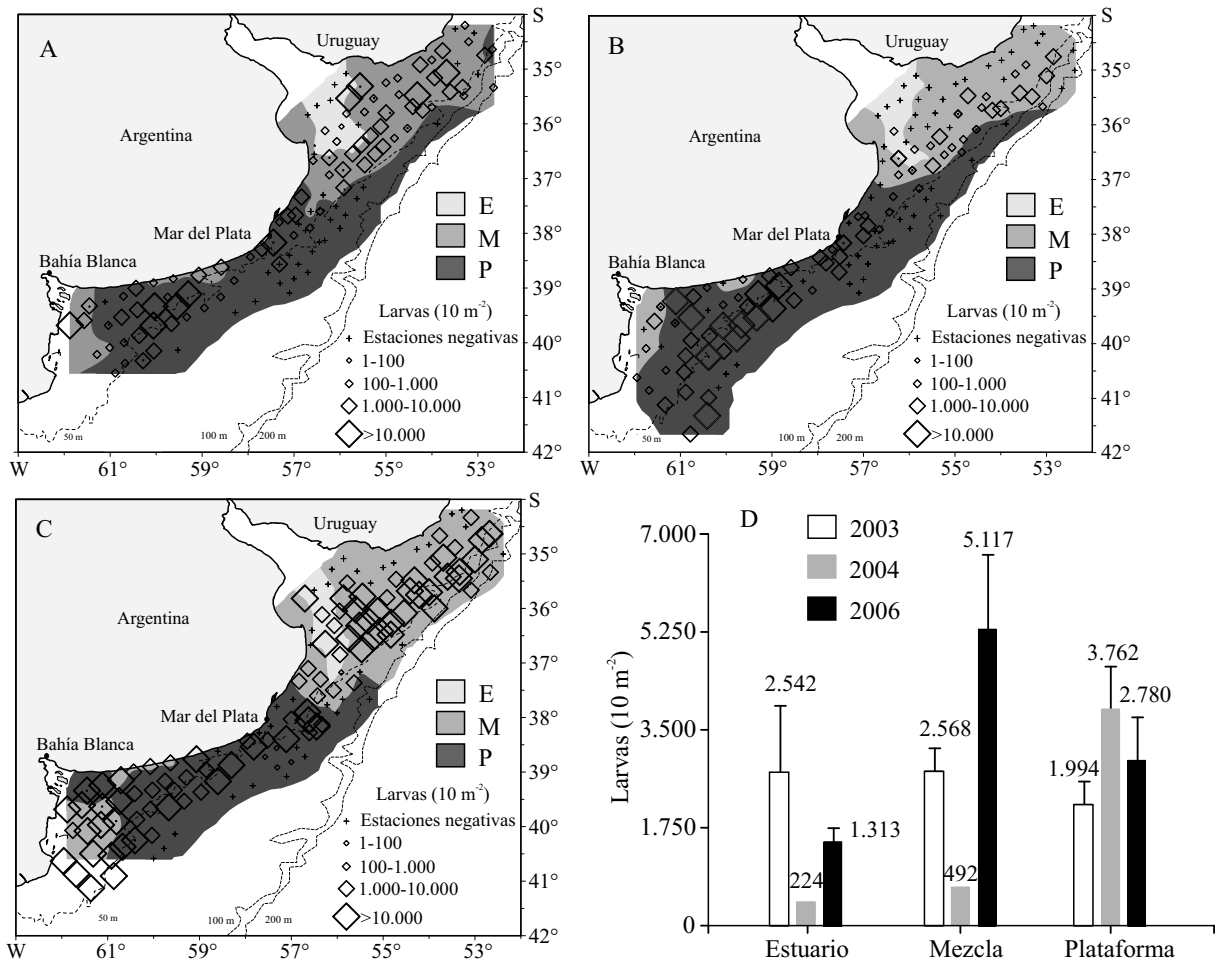 A
S
Uruguay
35°
36°
Argentina
37°
E
Mar del Plata
M
38°
Bahía Blanca
P
39°
Larvas (10 m⁻²)
Estaciones negativas
1-100
40°
100-1.000
1.000-10.000
41°
>10.000
50 m
100 m
200 m
42°
W
61°
59°
57°
55°
53°
B
S
Uruguay
35°
36°
Argentina
37°
E
Mar del Plata
M
38°
Bahía Blanca
P
39°
Larvas (10 m⁻²)
Estaciones negativas
40°
1-100
100-1.000
41°
1.000-10.000
>10.000
50 m
100 m
200 m
42°
W
61°
59°
57°
55°
53°
C
S
Uruguay
35°
36°
Argentina
37°
E
Mar del Plata
M
38°
Bahía Blanca
P
39°
Larvas (10 m⁻²)
Estaciones negativas
40°
1-100
100-1.000
41°
1.000-10.000
>10.000
50 m
100 m
200 m
42°
W
61°
59°
57°
55°
53°
D
2003
2004
2006
Larvas (10 m⁻²)
7.000
5.250
3.500
1.750
0
2.542
224
1.313
2.568
492
5.117
1.994
3.762
2.780
Estuario
Mezcla
Plataforma